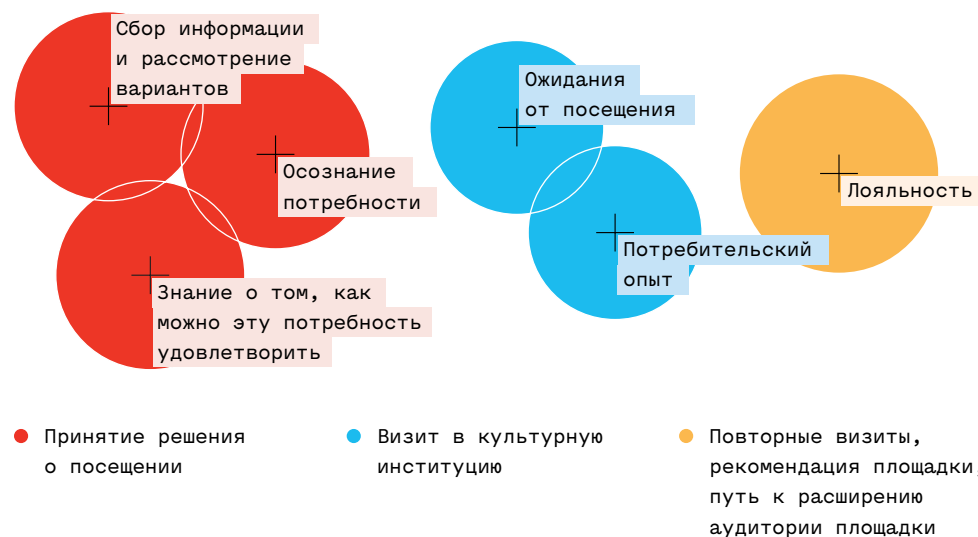 Сбор информации
и рассмотрение
вариантов
Осознание
потребности
Знание о том, как
можно эту потребность
удовлетворить
Ожидания
от посещения
Потребительский
опыт
Лояльность
Принятие решения
о посещении
Визит в культурную
институцию
Повторные визиты,
рекомендация площадки,
путь к расширению
аудитории площадки